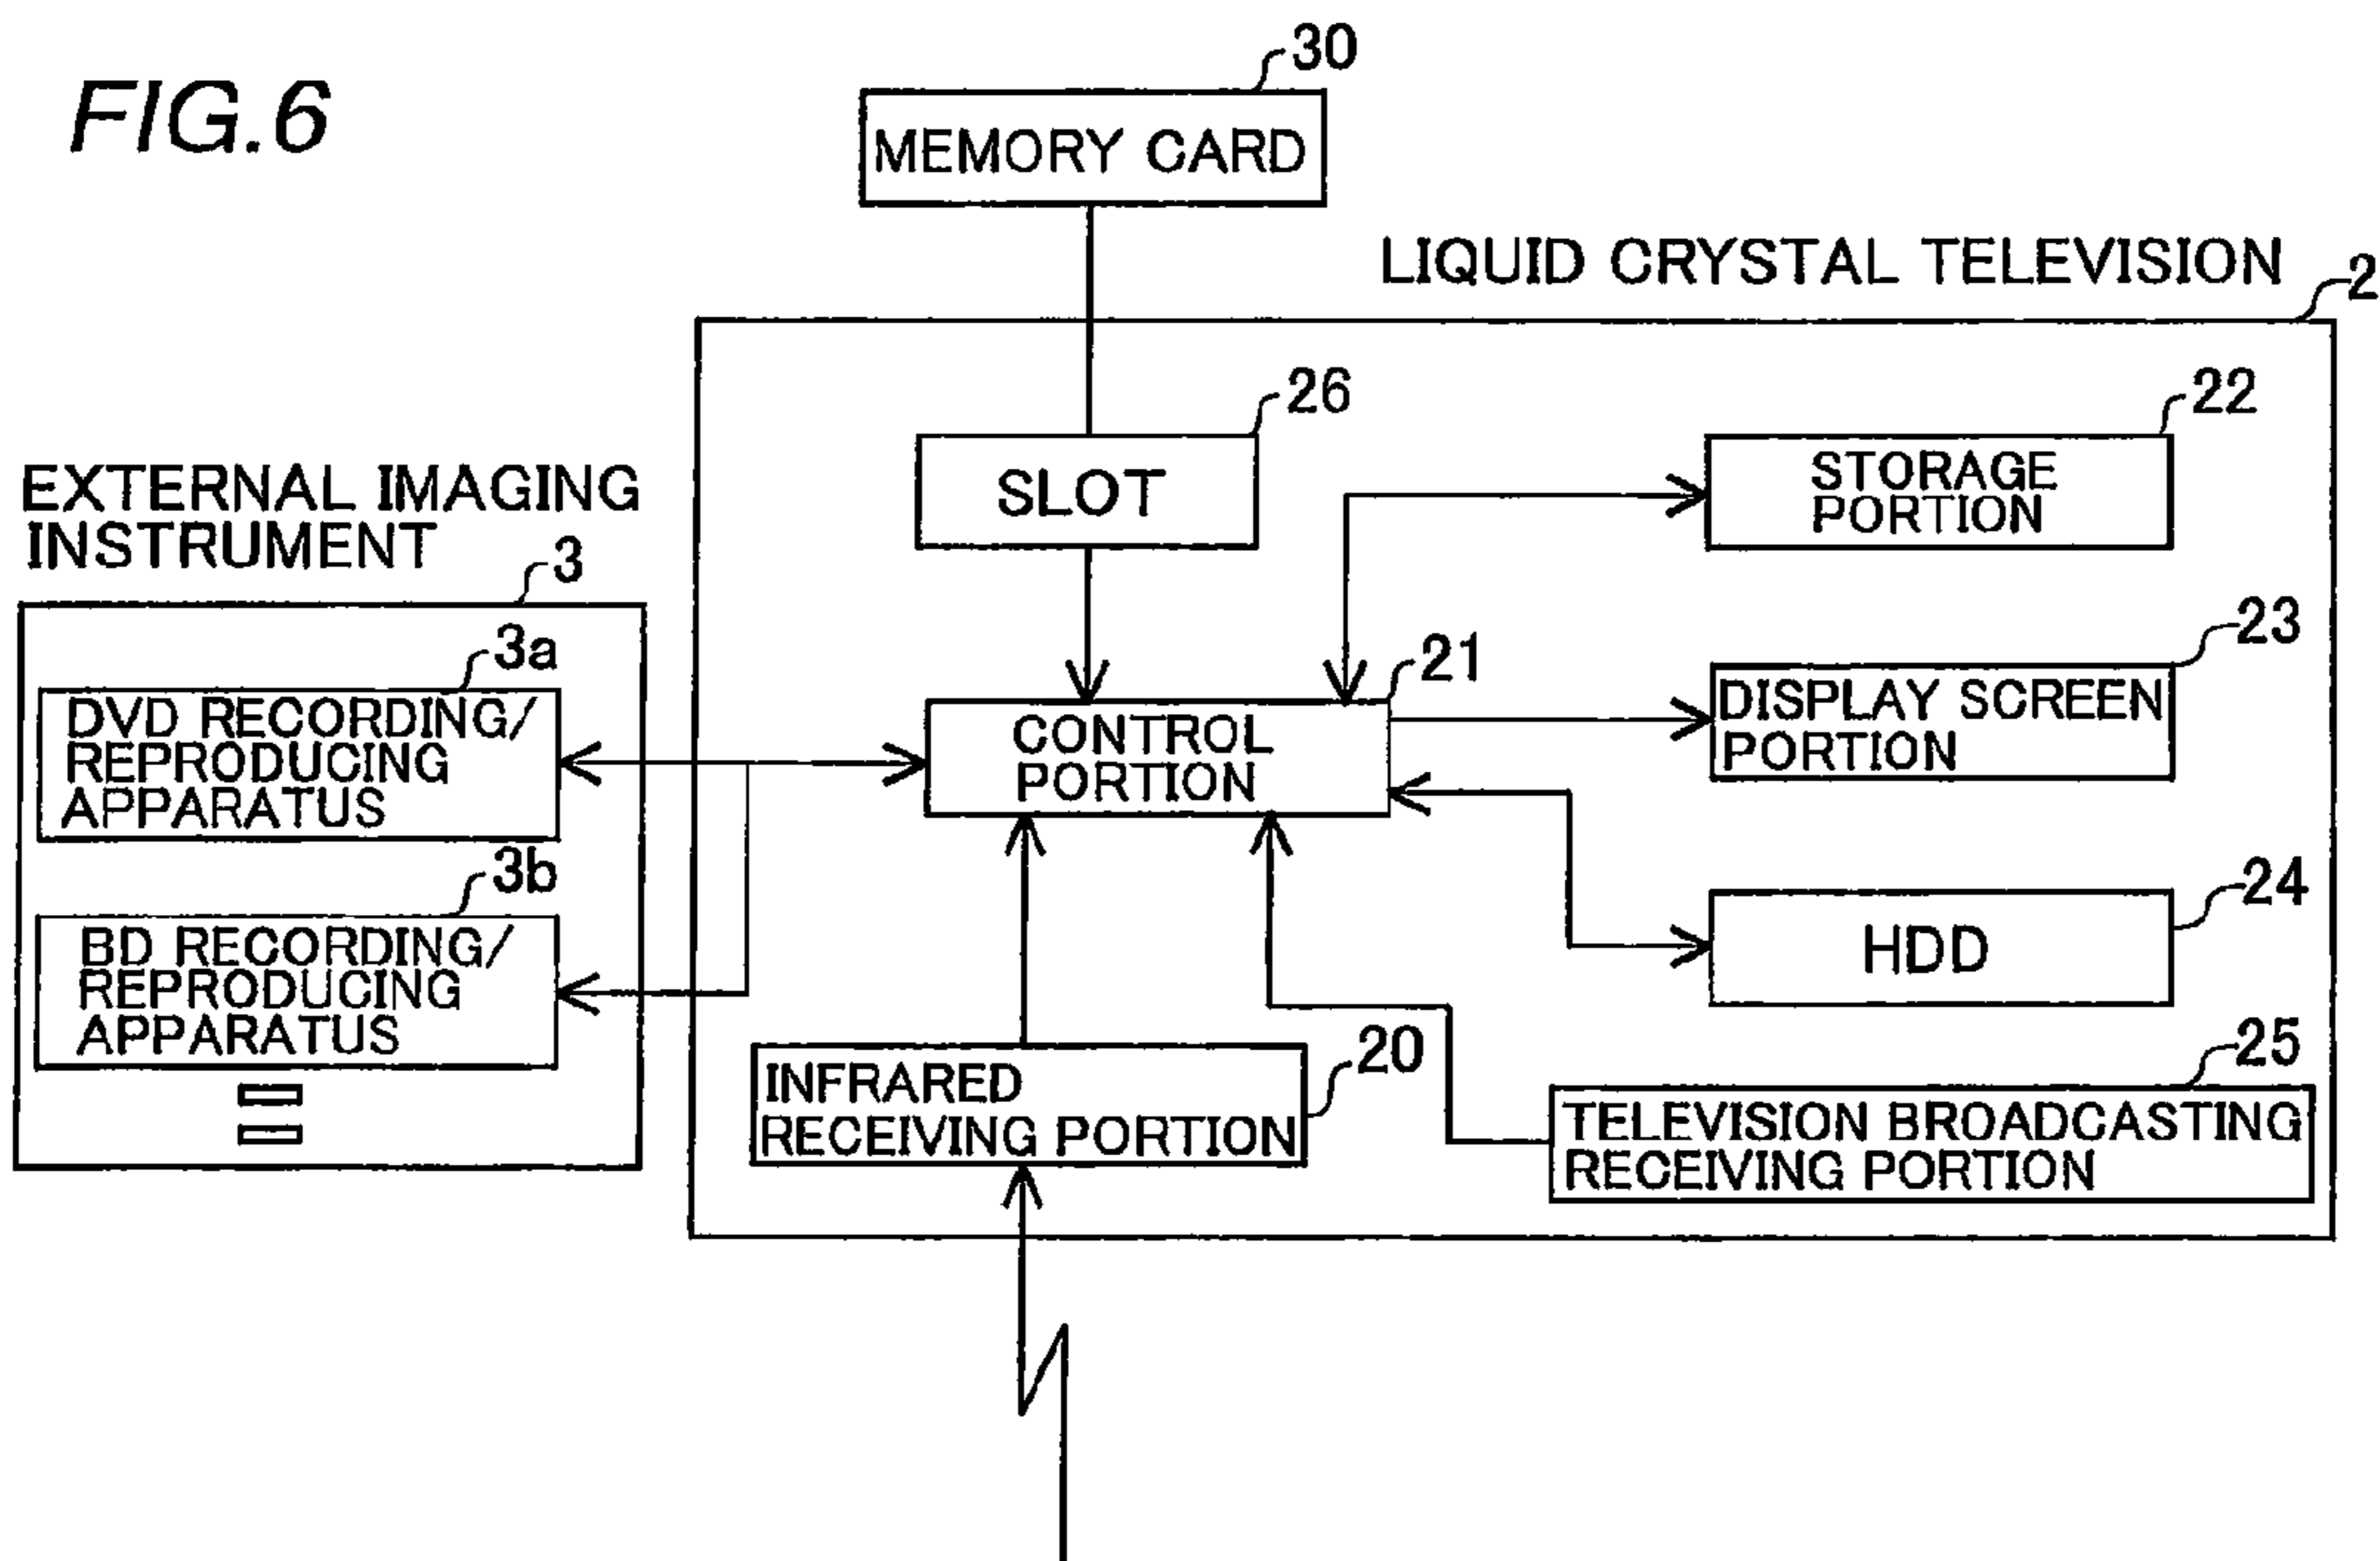 FIG.6
30
MEMORY CARD
LIQUID CRYSTAL TELEVISION
2
26
SLOT
22
STORAGE
PORTION
EXTERNAL IMAGING
INSTRUMENT
3
3a
DVD RECORDING/
REPRODUCING
APPARATUS
3b
BD RECORDING/
REPRODUCING
APPARATUS
21
CONTROL
PORTION
23
DISPLAY SCREEN
PORTION
24
HDD
20
INFRARED
RECEIVING PORTION
25
TELEVISION BROADCASTING
RECEIVING PORTION